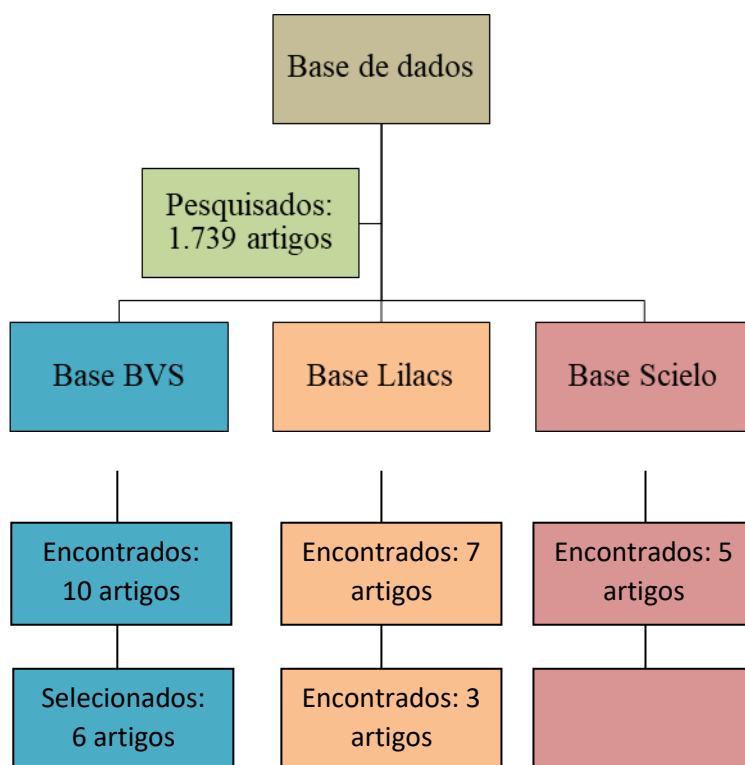 Base de dados
Pesquisados:
1.739 artigos
Base BVS
Base Lilacs
Base Scielo
Encontrados:
10 artigos
Encontrados: 7
artigos
Encontrados: 5
artigos
Selecionados:
6 artigos
Encontrados: 3
artigos